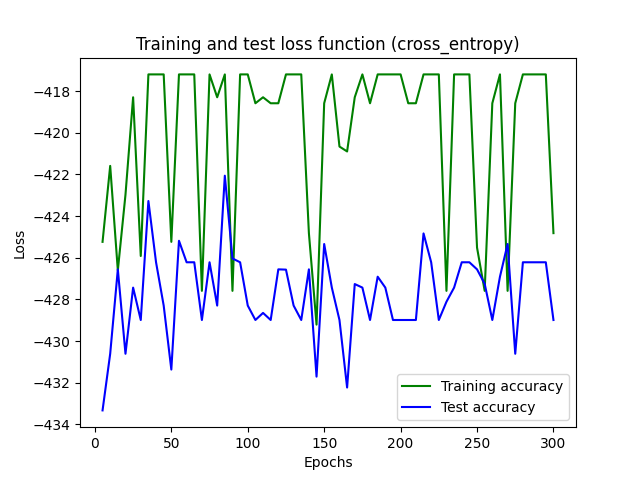 Training and test loss function (cross_entropy)
Loss
−418
−420
−422
−424
−426
−428
−430
−432
−434
0 50 100 150 200 250 300
Epochs
Training accuracy
Test accuracy